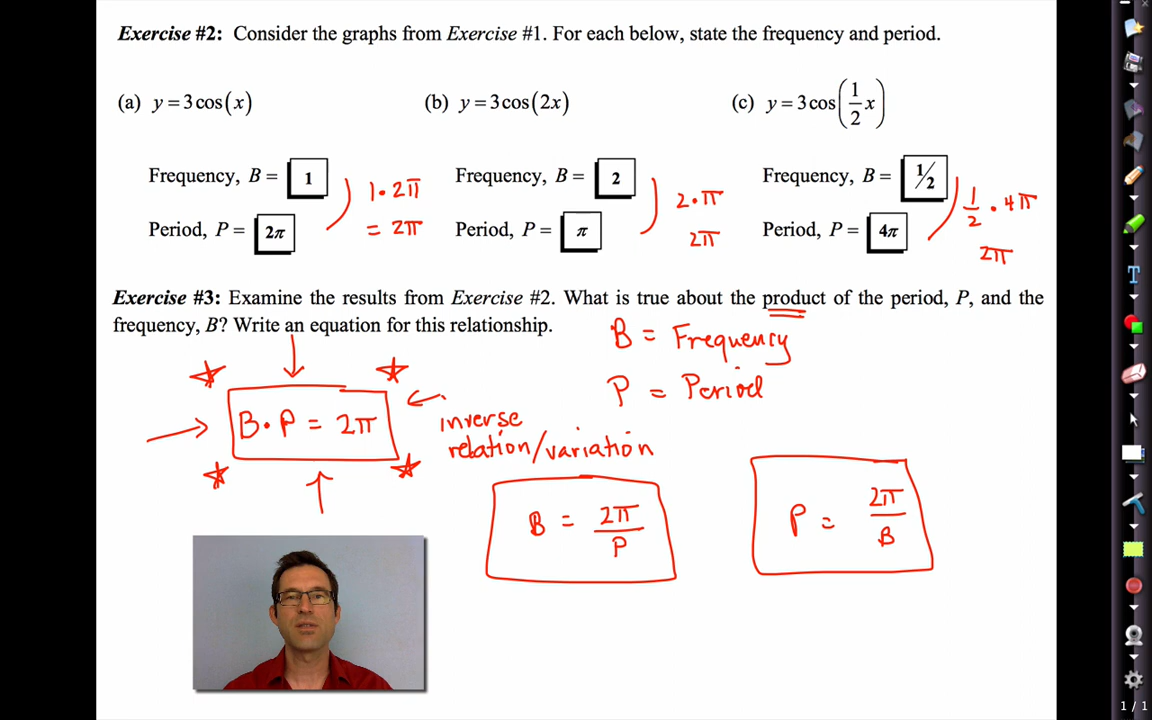 Exercise #2: Consider the graphs from Exercise #1. For each below, state the frequency and period.
(a) y = 3cos(x) (b) y = 3cos(2x) (c) y = 3cos(1/2 x)
Frequency, B = 1 Frequency, B = 2 Frequency, B = 1/2
1 · 2π 2 · π 1/2 · 4π
Period, P = 2π Period, P = π Period, P = 4π
= 2π 2π 2π
Exercise #3: Examine the results from Exercise #2. What is true about the product of the period, P, and the
frequency, B? Write an equation for this relationship.
B = Frequency
P = Period
B · P = 2π
inverse
relation/variation
B = 2π/P
P = 2π/B
T
1 / 1